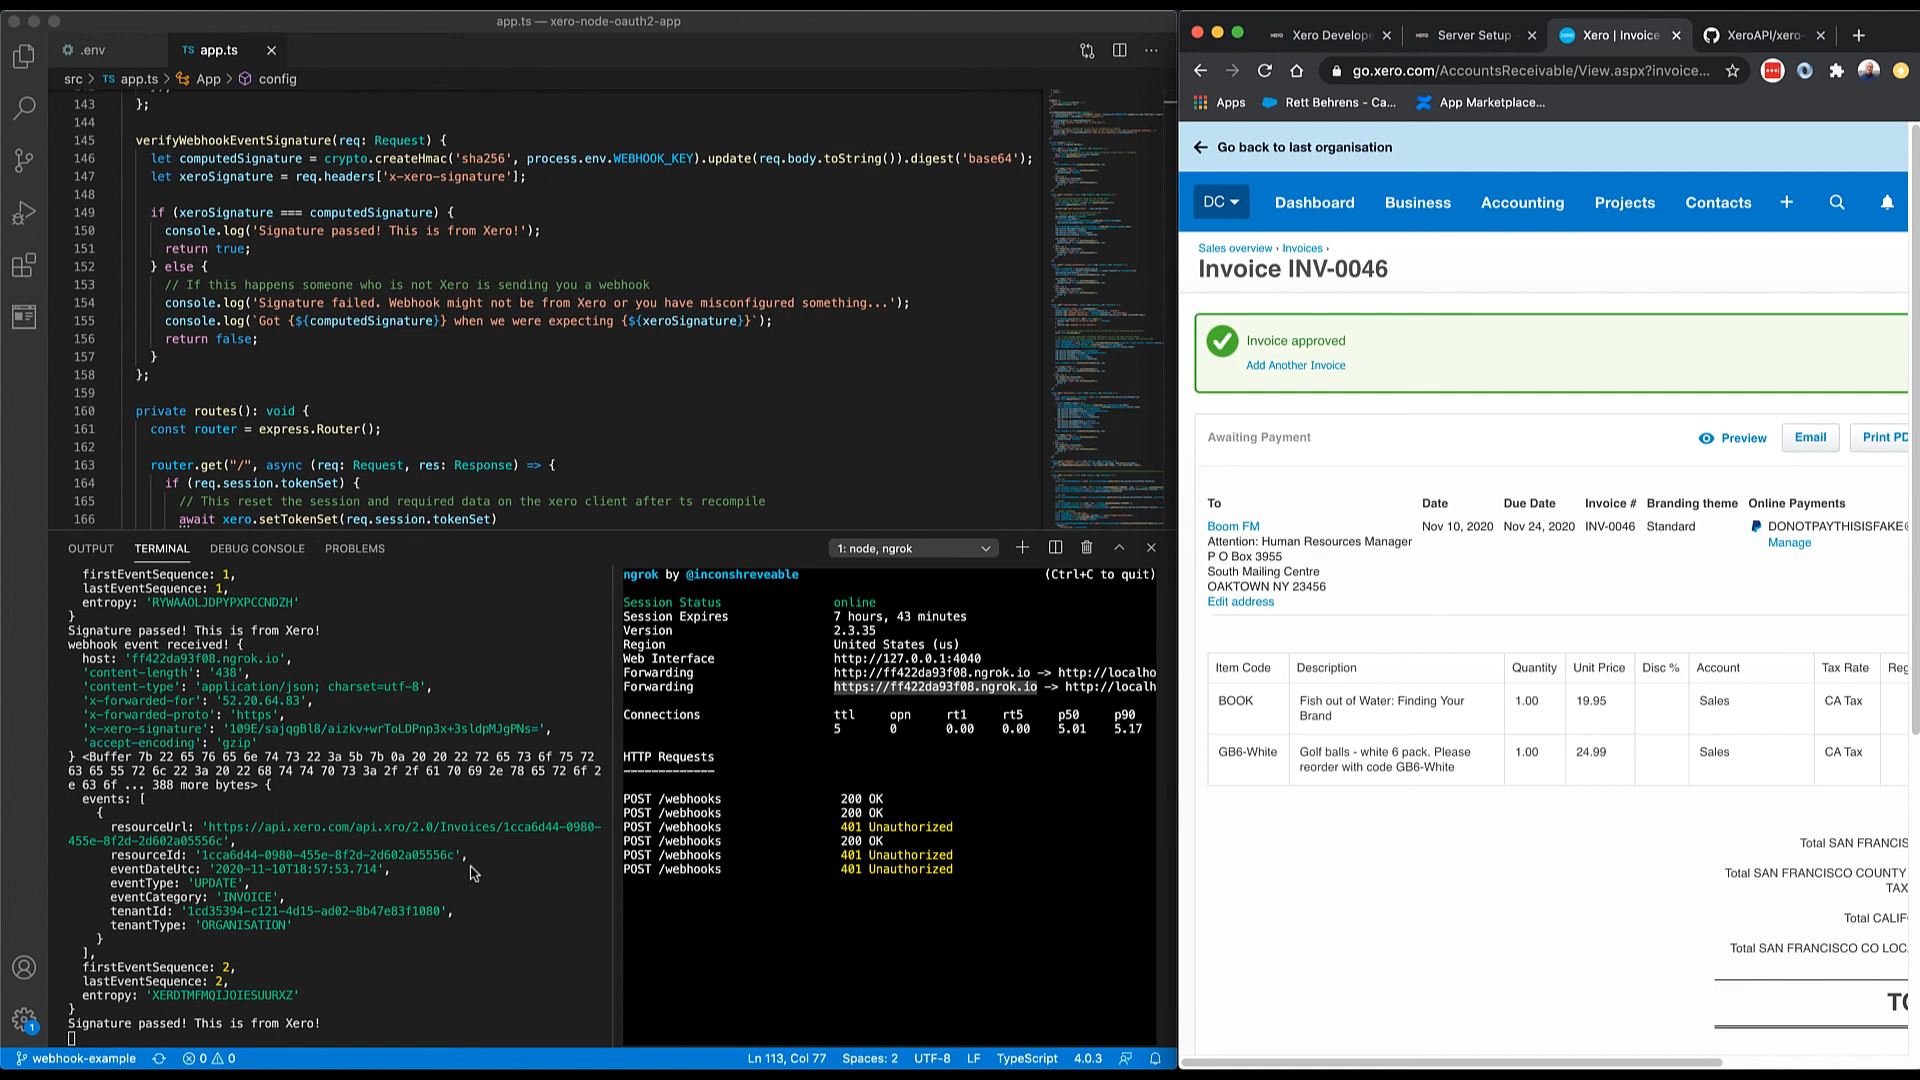 app.ts — xero-node-oauth2-app
.env
TS app.ts
src > TS app.ts > App > config
143 };
144
145 verifyWebhookEventSignature(req: Request) {
146 let computedSignature = crypto.createHmac('sha256', process.env.WEBHOOK_KEY).update(req.body.toString()).digest('base64');
147 let xeroSignature = req.headers['x-xero-signature'];
148
149 if (xeroSignature === computedSignature) {
150 console.log('Signature passed! This is from Xero!');
151 return true;
152 } else {
153 // If this happens someone who is not Xero is sending you a webhook
154 console.log('Signature failed. Webhook might not be from Xero or you have misconfigured something...');
155 console.log(`Got {${computedSignature}} when we were expecting {${xeroSignature}}`);
156 return false;
157 }
158 };
159
160 private routes(): void {
161 const router = express.Router();
162
163 router.get("/", async (req: Request, res: Response) => {
164 if (req.session.tokenSet) {
165 // This reset the session and required data on the xero client after ts recompile
166 await xero.setTokenSet(req.session.tokenSet)
OUTPUT TERMINAL DEBUG CONSOLE PROBLEMS
1: node, ngrok
firstEventSequence: 1,
lastEventSequence: 1,
entropy: 'RYWAAOLJDPYPXPCCNDZH'
}
Signature passed! This is from Xero!
webhook event received! {
host: 'ff422da93f08.ngrok.io',
'content-length': '438',
'content-type': 'application/json; charset=utf-8',
'x-forwarded-for': '52.20.64.83',
'x-forwarded-proto': 'https',
'x-xero-signature': '109E/sajqgBl8/aizkv+wrToLDPnp3x+3sldpMJgPNs=',
'accept-encoding': 'gzip'
} <Buffer 7b 22 65 76 65 6e 74 73 22 3a 5b 7b 0a 20 20 22 72 65 73 6f 75 72
63 65 55 72 6c 22 3a 20 22 68 74 74 70 73 3a 2f 2f 61 70 69 2e 78 65 72 6f 2
e 63 6f ... 388 more bytes> {
events: [
{
resourceUrl: 'https://api.xero.com/api.xro/2.0/Invoices/1cca6d44-0980-
455e-8f2d-2d602a05556c',
resourceId: '1cca6d44-0980-455e-8f2d-2d602a05556c',
eventDateUtc: '2020-11-10T18:57:53.714',
eventType: 'UPDATE',
eventCategory: 'INVOICE',
tenantId: '1cd35394-c121-4d15-ad02-8b47e83f1080',
tenantType: 'ORGANISATION'
}
],
firstEventSequence: 2,
lastEventSequence: 2,
entropy: 'XERDTMFMQIJOIESUURXZ'
}
Signature passed! This is from Xero!
ngrok by @inconshreveable (Ctrl+C to quit)
Session Status online
Session Expires 7 hours, 43 minutes
Version 2.3.35
Region United States (us)
Web Interface http://127.0.0.1:4040
Forwarding http://ff422da93f08.ngrok.io -> http://localho
Forwarding https://ff422da93f08.ngrok.io -> http://localh
Connections ttl opn rt1 rt5 p50 p90
5 0 0.00 0.00 5.01 5.17
HTTP Requests
-------------
POST /webhooks 200 OK
POST /webhooks 200 OK
POST /webhooks 401 Unauthorized
POST /webhooks 200 OK
POST /webhooks 401 Unauthorized
POST /webhooks 401 Unauthorized
1
webhook-example 0 0 Ln 113, Col 77 Spaces: 2 UTF-8 LF TypeScript 4.0.3
Xero Develope Server Setup Xero | Invoice XeroAPI/xero-
go.xero.com/AccountsReceivable/View.aspx?invoice...
Apps Rett Behrens - Ca... App Marketplace...
Go back to last organisation
DC Dashboard Business Accounting Projects Contacts
Sales overview › Invoices ›
Invoice INV-0046
Invoice approved
Add Another Invoice
Awaiting Payment
Preview Email Print PD
To Date Due Date Invoice # Branding theme Online Payments
Boom FM Nov 10, 2020 Nov 24, 2020 INV-0046 Standard DONOTPAYTHISISFAKE@
Attention: Human Resources Manager Manage
P O Box 3955
South Mailing Centre
OAKTOWN NY 23456
Edit address
Item Code Description Quantity Unit Price Disc % Account Tax Rate Reg
BOOK Fish out of Water: Finding Your Brand 1.00 19.95 Sales CA Tax
GB6-White Golf balls - white 6 pack. Please reorder with code GB6-White 1.00 24.99 Sales CA Tax
Total SAN FRANCIS
Total SAN FRANCISCO COUNTY
TAX
Total CALIF
Total SAN FRANCISCO CO LOC
TO